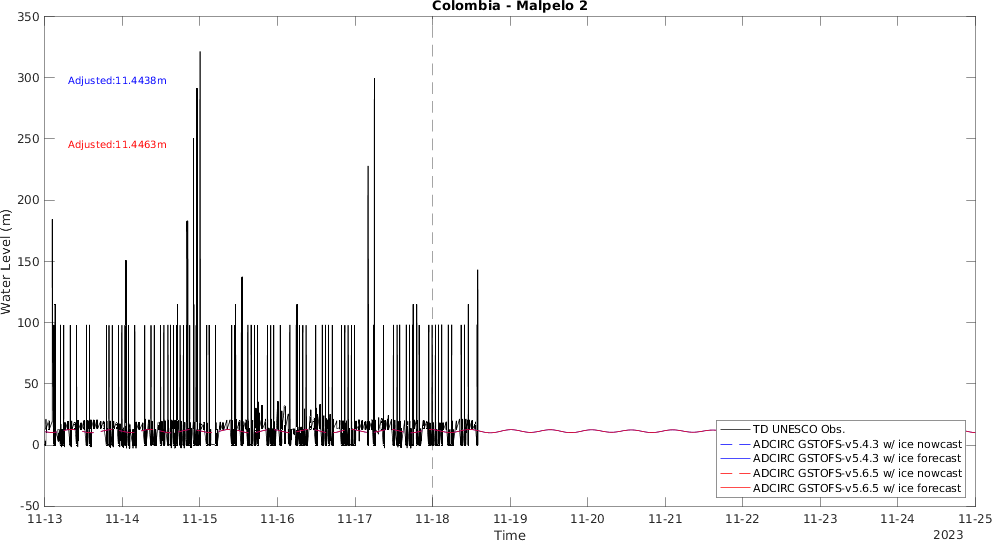 Colombia - Malpelo 2
350
300
250
200
150
100
50
0
-50
Water Level (m)
Adjusted:11.4438m
Adjusted:11.4463m
TD UNESCO Obs.
ADCIRC GSTOFS-v5.4.3 w/ ice nowcast
ADCIRC GSTOFS-v5.4.3 w/ ice forecast
ADCIRC GSTOFS-v5.6.5 w/ ice nowcast
ADCIRC GSTOFS-v5.6.5 w/ ice forecast
11-13 11-14 11-15 11-16 11-17 11-18 11-19 11-20 11-21 11-22 11-23 11-24 11-25
Time
2023